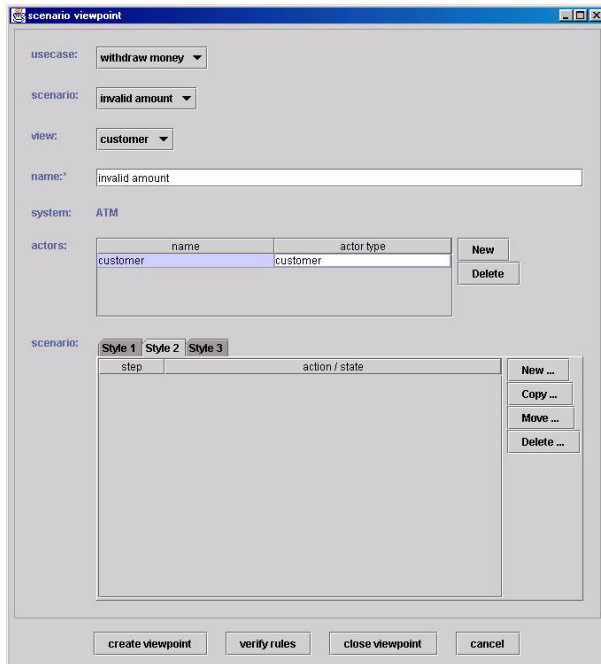 scenario viewpoint
usecase: withdraw money
scenario: invalid amount
view: customer
name:* invalid amount
system: ATM
actors: name actor type New
customer customer
Delete
scenario: Style 1 Style 2 Style 3
step action / state New ...
Copy ...
Move ...
Delete ...
create viewpoint verify rules close viewpoint cancel